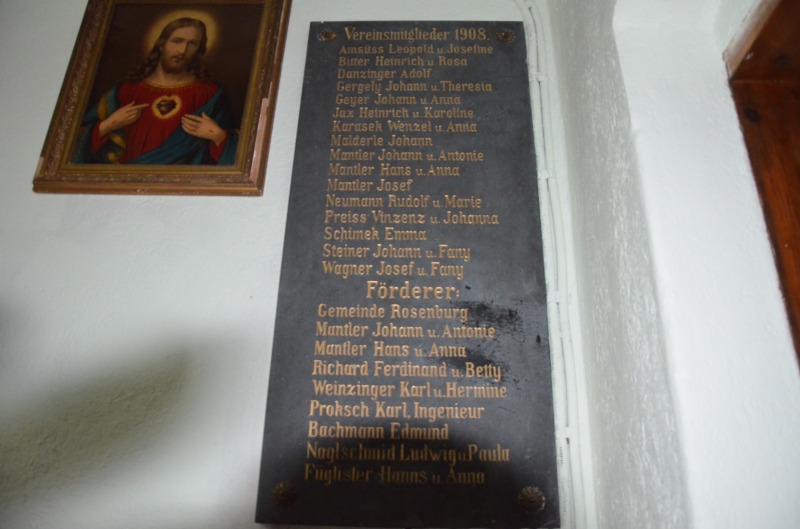 Vereinsmitglieder 1908.
Amsüss Leopold u. Josefine
Bitter Heinrich u. Rosa
Danzinger Adolf
Gergely Johann u. Theresia
Geyer Johann u. Anna
Jax Heinrich u. Karoline
Karasek Wenzel u. Anna
Maiderle Johann
Mantler Johann u. Antonie
Mantler Hans u. Anna
Mantler Josef
Neumann Rudolf u. Marie
Preiss Vinzenz u. Johanna
Schimek Emma
Steiner Johann u. Fany
Wagner Josef u. Fany
Förderer:
Gemeinde Rosenburg
Mantler Johann u. Antonie
Mantler Hans u. Anna
Richard Ferdinand u. Betty
Weinzinger Karl u. Hermine
Proksch Karl, Ingenieur
Bachmann Edmund
Naglschmid Ludwig u. Paula
Füglister Hanns u. Anna